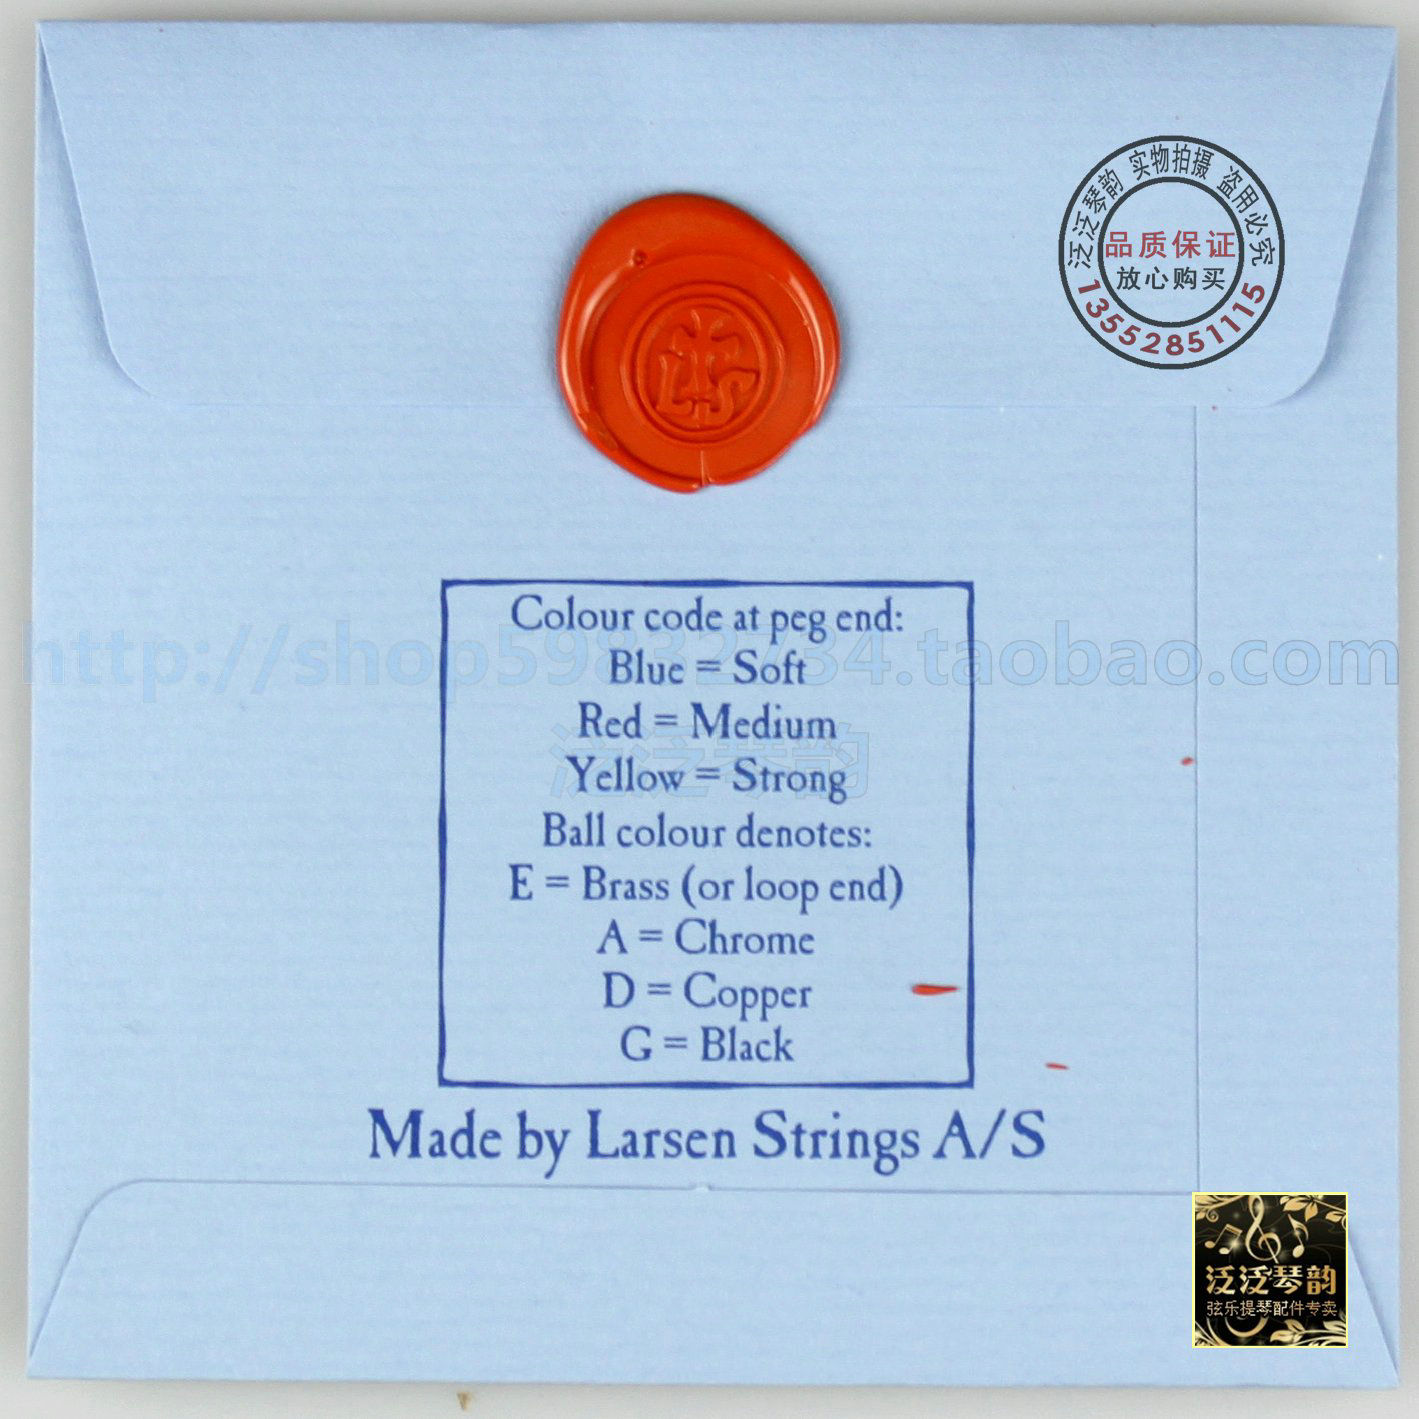 泛泛琴韵 实物拍摄 盗用必究
品质保证
放心购买
13552851115
LS
Colour code at peg end:
http://shop59832734.taobao.com
Blue = Soft
Red = Medium
泛泛琴韵
Yellow = Strong
Ball colour denotes:
E = Brass (or loop end)
A = Chrome
D = Copper
G = Black
Made by Larsen Strings A/S
泛泛琴韵
弦乐提琴配件专卖